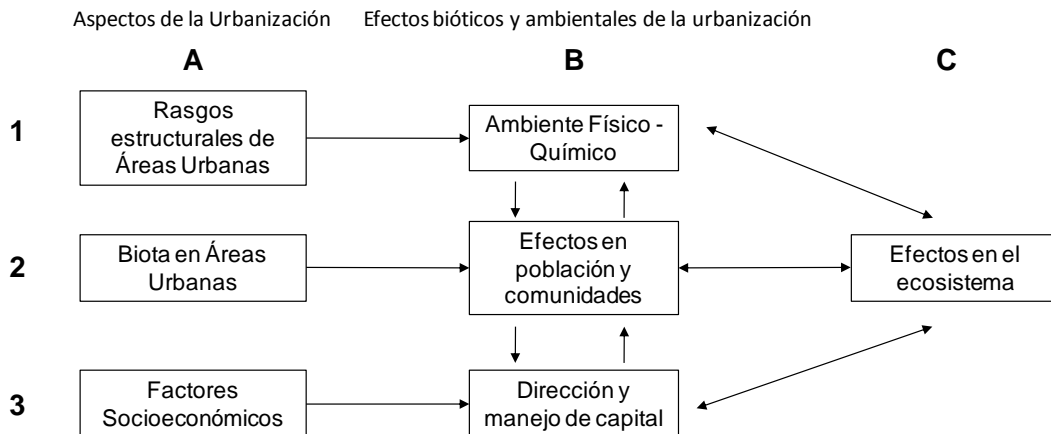 Aspectos de la Urbanización
Efectos bióticos y ambientales de la urbanización
A
B
C
1
Rasgos
estructurales de
Áreas Urbanas
Ambiente Físico -
Químico
2
Biota en Áreas
Urbanas
Efectos en
población y
comunidades
Efectos en el
ecosistema
3
Factores
Socioeconómicos
Dirección y
manejo de capital